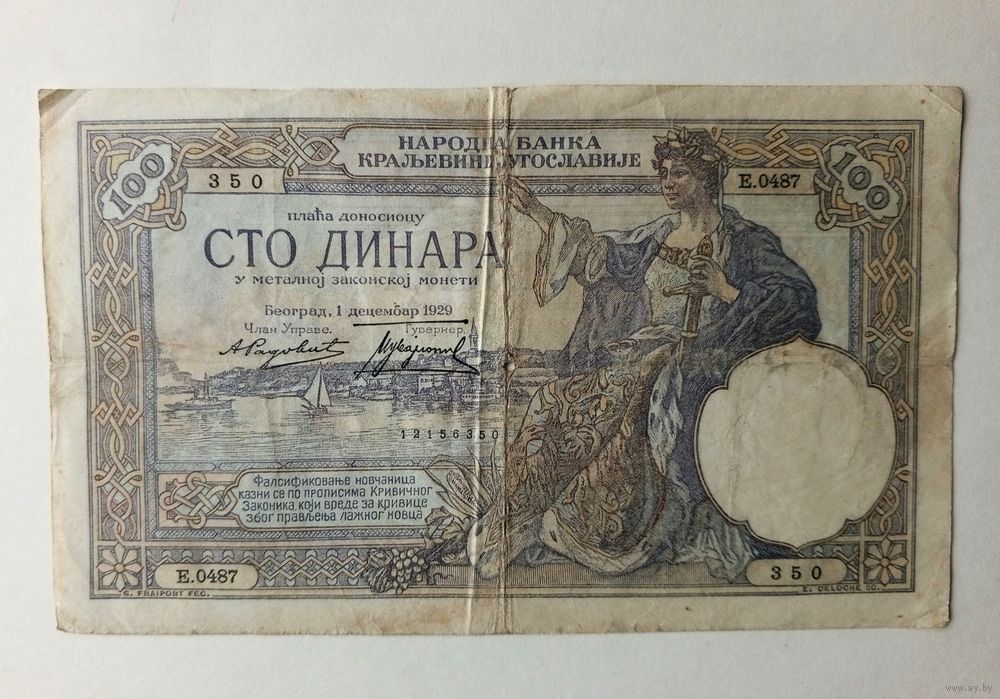 НАРОДНА БАНКА
КРАЉЕВИНЕ ЈУГОСЛАВИЈЕ
100
350
E.0487
100
плаћа доносиоцу
СТО ДИНАРА
у металној законској монети
Београд, 1 децембар 1929
Члан Управе.
Гувернер,
А Радовић
12156350
Фалсификовање новчаница
казни се по прописима Кривичног
Законика, који вреде за кривице
због прављења лажног новца
E.0487
350
G. FRAIPONT FEC.
E. DELOCHE SC.
www.ay.by